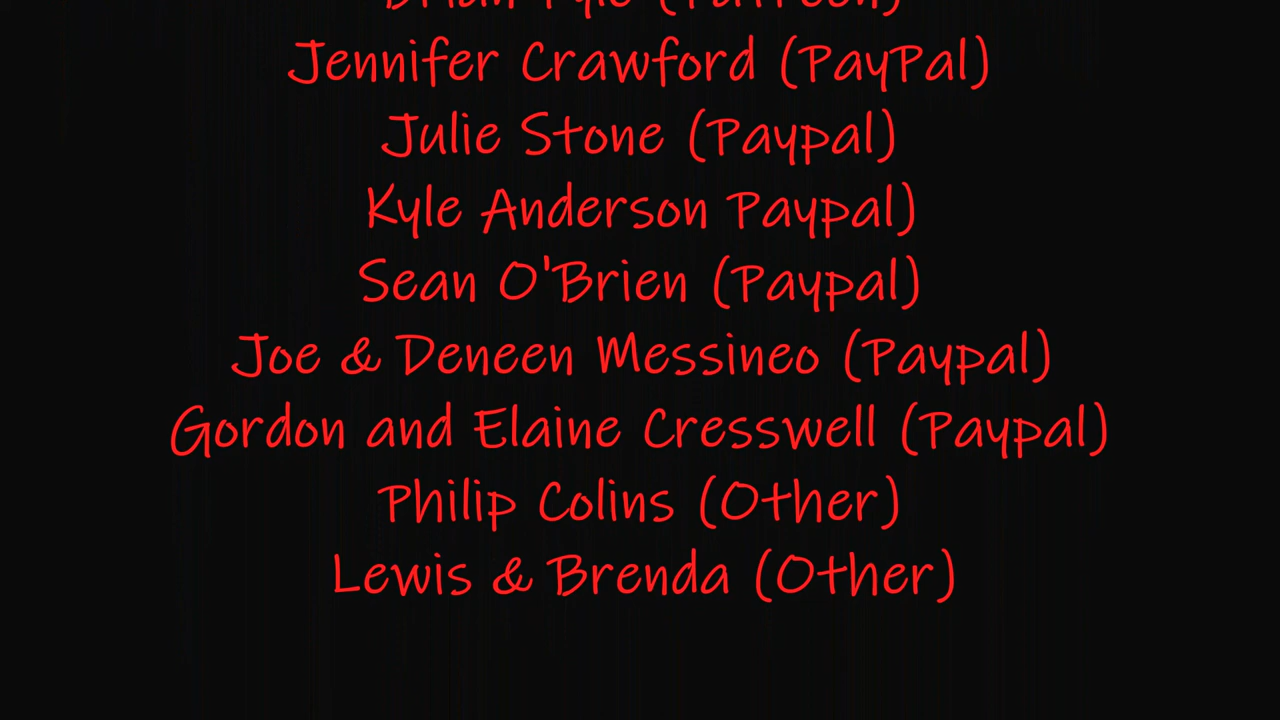 Jennifer Crawford (PayPal)
Julie Stone (Paypal)
Kyle Anderson Paypal)
Sean O'Brien (Paypal)
Joe & Deneen Messineo (Paypal)
Gordon and Elaine Cresswell (Paypal)
Philip Colins (Other)
Lewis & Brenda (Other)